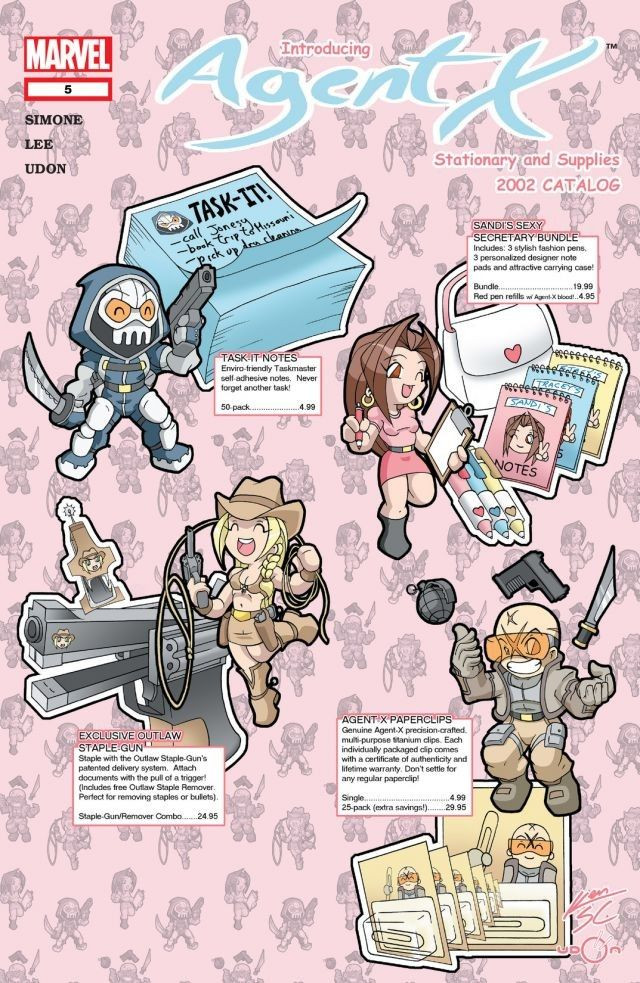 MARVEL
5
SIMONE
LEE
UDON
Introducing
Agent X
TM
Stationary and Supplies
2002 CATALOG
TASK-IT!
-call Jonesy
-book trip to Missouri
-pick up dry cleaning
TASK-IT NOTES
Enviro-friendly Taskmaster
self-adhesive notes. Never
forget another task!
50-pack..................4.99
SANDI'S SEXY
SECRETARY BUNDLE
Includes: 3 stylish fashion pens,
3 personalized designer note
pads and attractive carrying case!
Bundle..........................19.99
Red pen refills w/ Agent-X blood!..4.95
TRACEY'S
SANDI'S
NOTES
EXCLUSIVE OUTLAW
STAPLE-GUN
Staple with the Outlaw Staple-Gun's
patented delivery system. Attach
documents with the pull of a trigger!
(Includes free Outlaw Staple Remover.
Perfect for removing staples or bullets).
Staple-Gun/Remover Combo......24.95
AGENT X PAPERCLIPS
Genuine Agent-X precision-crafted.
multi-purpose titanium clips. Each
individually packaged clip comes
with a certificate of authenticity and
lifetime warranty. Don't settle for
any regular paperclip!
Single..............................4.99
25-pack (extra savings!)......29.95
UDON